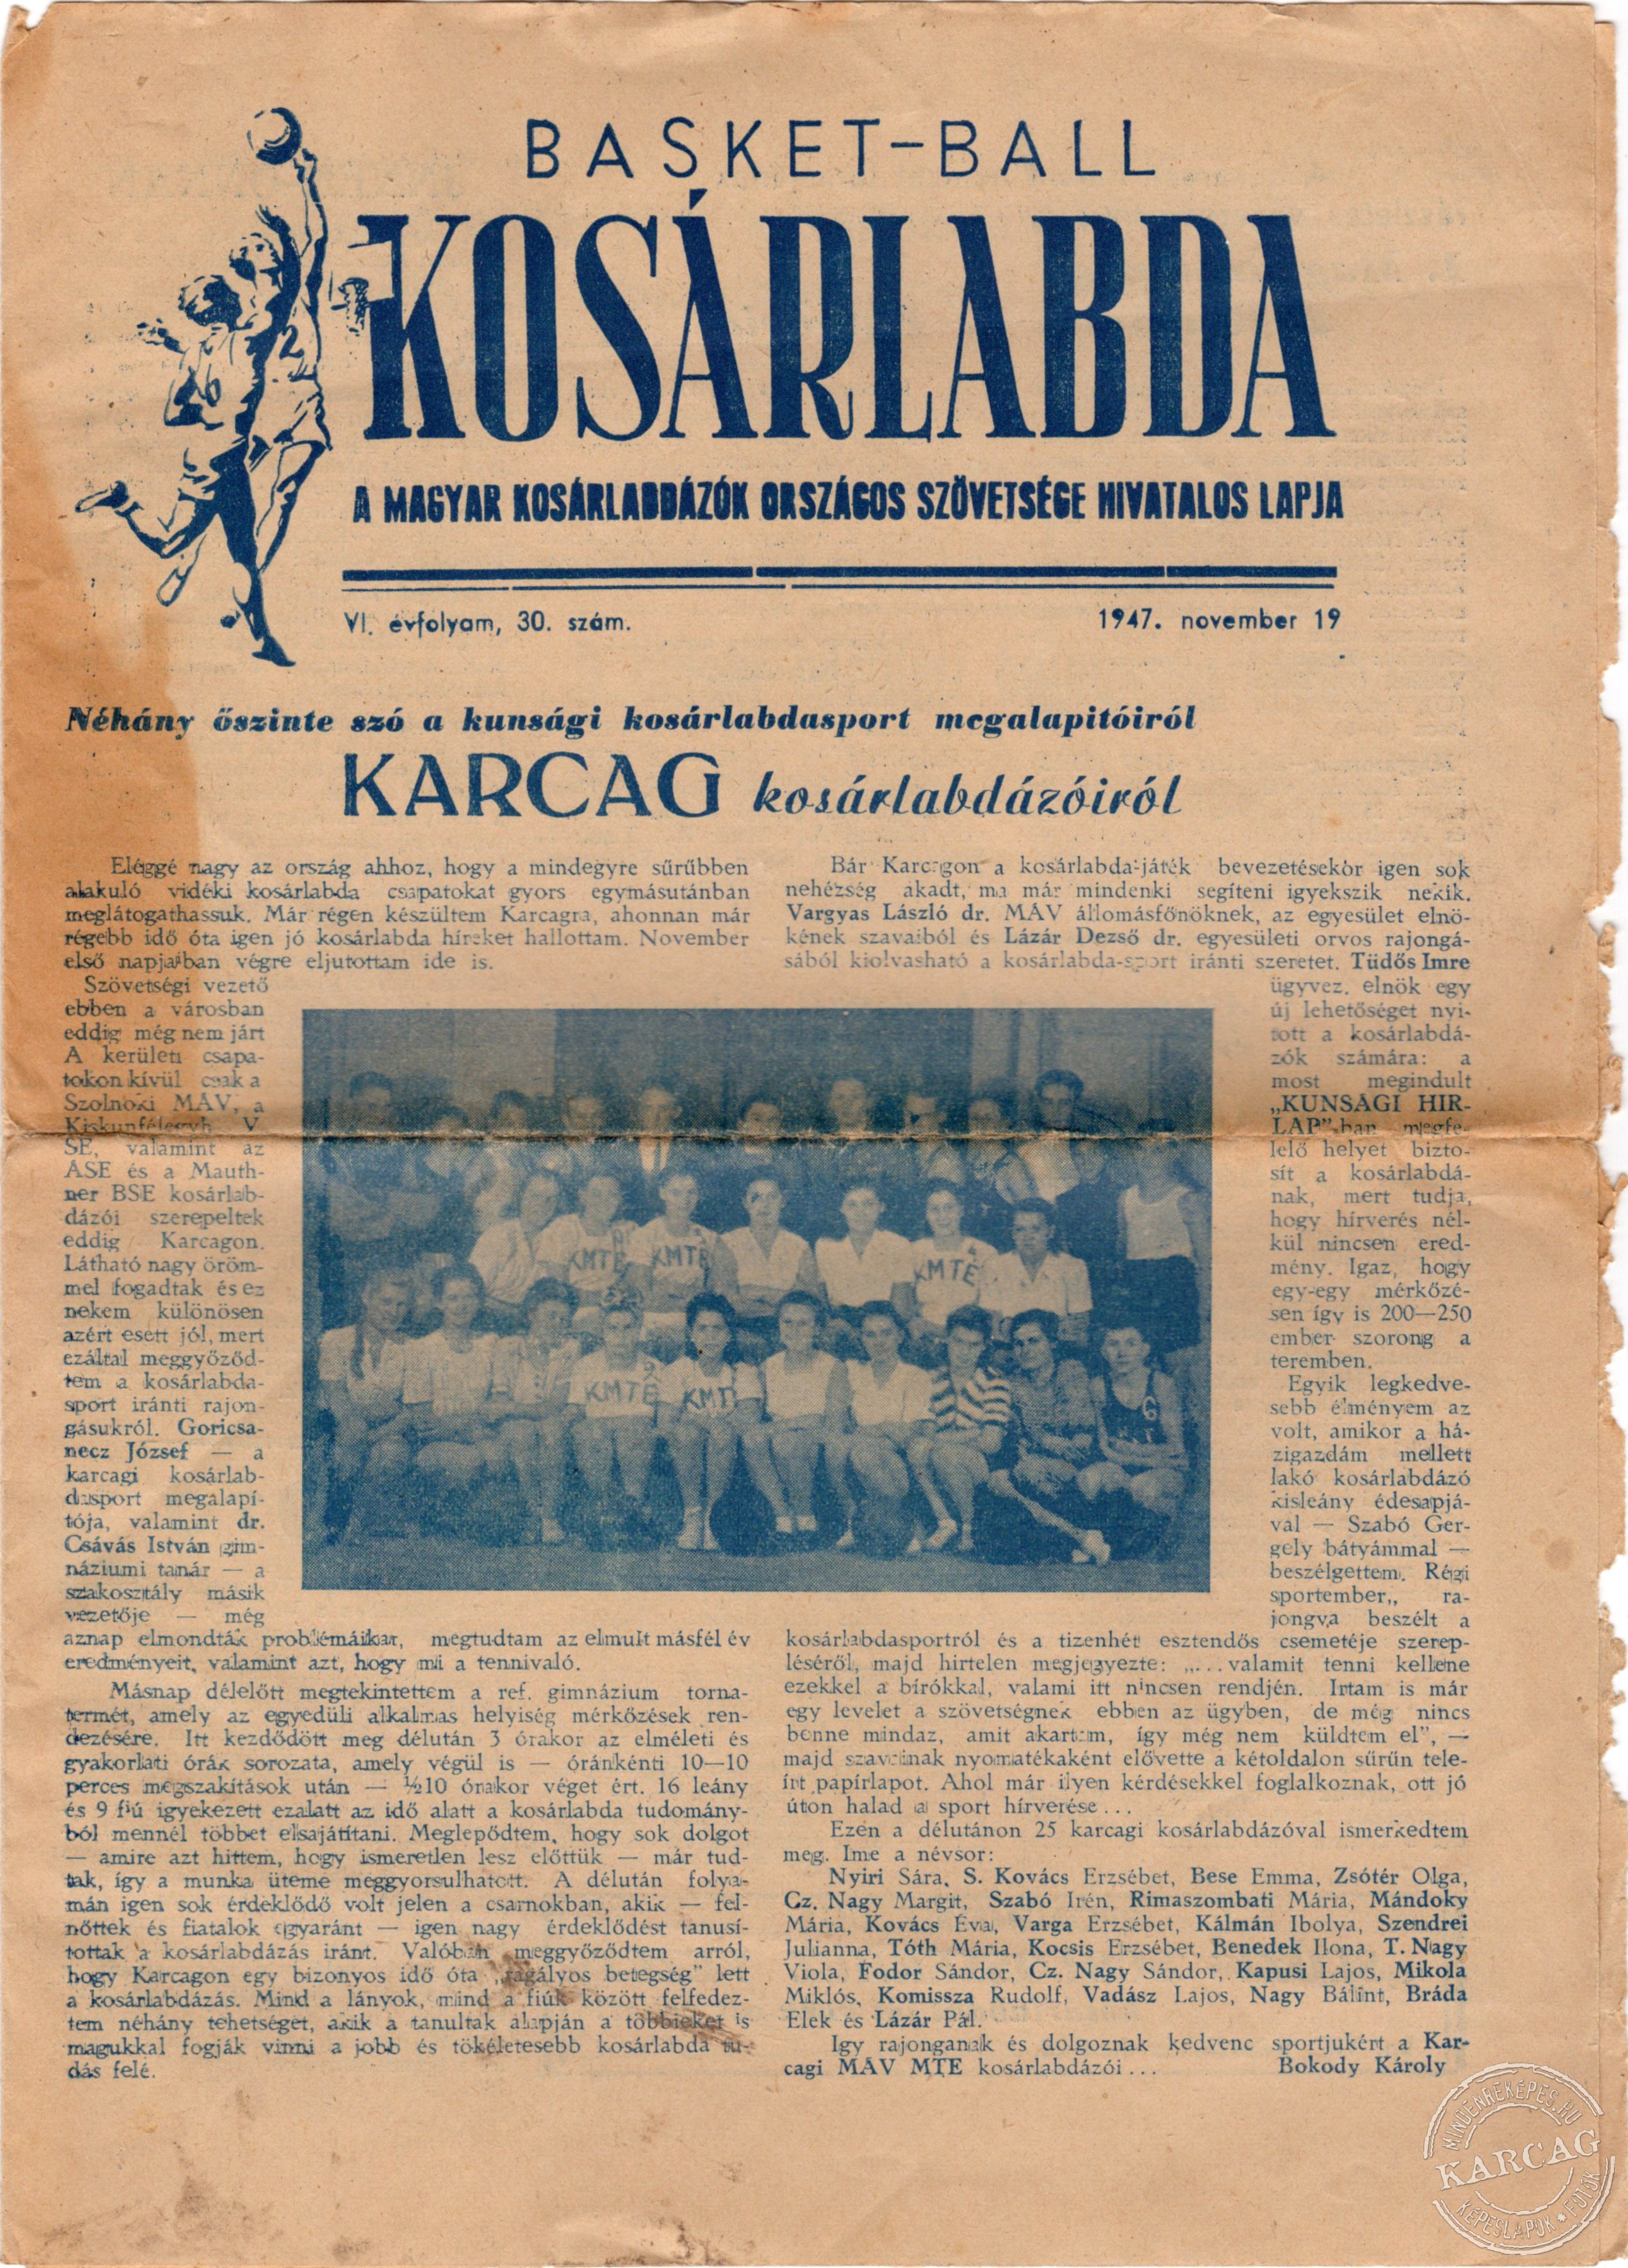 BASKET-BALL
KOSÁRLABDA
A MAGYAR KOSÁRLABDÁZÓK ORSZÁGOS SZÖVETSÉGE HIVATALOS LAPJA
VI. évfolyam, 30. szám.
1947. november 19
Néhány őszinte szó a kunsági kosárlabdasport megalapitóiról
KARCAG kosárlabdázóiról
Eléggé nagy az ország ahhoz, hogy a mindegyre sűrűbben
alakuló vidéki kosárlabda csapatokat gyors egymásutánban
meglátogathassuk. Már régen készültem Karcagra, ahonnan már
régebb idő óta igen jó kosárlabda híreket hallottam. November
első napjaiban végre eljutottam ide is.
Szövetségi vezető
ebben a városban
eddig még nem járt
A kerületi csapa-
tokon kívül csak a
Szolnoki MÁV, a
Kiskunfélegyh. V
SE, valamint az
ASE és a Mauth-
ner BSE kosárlab-
dázói szerepeltek
eddig Karcagon.
Látható nagy öröm-
mel fogadtak és ez
nekem különösen
azért esett jól, mert
ezáltal meggyőződ-
tem a kosárlabda-
sport iránti rajon-
gásukról. Goricsa-
necz József — a
karcagi kosárlab-
dasport megalapí-
tója, valamint dr.
Csávás István gim-
náziumi tanár — a
szakosztály másik
vezetője — még
aznap elmondták problémáikat, megtudtam az elmult másfél év
eredményeit, valamint azt, hogy mi a tennivaló.
Másnap délelőtt megtekintettem a ref. gimnázium torna-
termét, amely az egyedüli alkalmas helyiség mérkőzések ren-
dezésére. Itt kezdődött meg délután 3 órakor az elméleti és
gyakorlati órák sorozata, amely végül is — óránkénti 10—10
perces megszakítások után — ½10 órakor véget ért. 16 leány
és 9 fiú igyekezett ezalatt az idő alatt a kosárlabda tudomány-
ból mennél többet elsajátítani. Meglepődtem, hogy sok dolgot
— amire azt hittem, hogy ismeretlen lesz előttük — már tud-
tak, így a munka üteme meggyorsulhatott. A délután folya-
mán igen sok érdeklődő volt jelen a csarnokban, akik — fel-
nőttek és fiatalok egyaránt — igen nagy érdeklődést tanusí-
tottak a kosárlabdázás iránt. Valóban meggyőződtem arról,
hogy Karcagon egy bizonyos idő óta „ragályos betegség” lett
a kosárlabdázás. Mind a lányok, mind a fiúk között felfedez-
tem néhány tehetséget, akik a tanultak alapján a többieket is
magukkal fogják vinni a jobb és tökéletesebb kosárlabda tu-
dás felé.
Bár Karcagon a kosárlabda-játék bevezetésekor igen sok
nehézség akadt, ma már mindenki segíteni igyekszik nekik.
Vargyas László dr. MÁV állomásfőnöknek, az egyesület elnö-
kének szavaiból és Lázár Dezső dr. egyesületi orvos rajongá-
sából kiolvasható a kosárlabda-sport iránti szeretet. Tüdős Imre
ügyvez. elnök egy
új lehetőséget nyi-
tott a kosárlabdá-
zók számára: a
most megindult
„KUNSAGI HIR-
LAP”-ban megfe-
lelő helyet bizto-
sít a kosárlabdá-
nak, mert tudja,
hogy hírverés nél-
kül nincsen ered-
mény. Igaz, hogy
egy-egy mérkőzé-
sen így is 200—250
ember szorong a
teremben.
Egyik legkedve-
sebb élményem az
volt, amikor a há-
zigazdám mellett
lakó kosárlabdázó
kisleány édesapjá-
val — Szabó Ger-
gely bátyámmal —
beszélgettem. Régi
sportember,, ra-
jongva beszélt a
kosárlabdasportról és a tizenhét esztendős csemetéje szerep-
léséről, majd hirtelen megjegyezte: „... valamit tenni kellene
ezekkel a bírókkal, valami itt nincsen rendjén. Irtam is már
egy levelet a szövetségnek ebben az ügyben, de még nincs
benne mindaz, amit akartam, így még nem küldtem el”, —
majd szavainak nyomatékaként elővette a kétoldalon sűrűn tele-
írt papírlapot. Ahol már ilyen kérdésekkel foglalkoznak, ott jó
úton halad a sport hírverése...
Ezen a délutánon 25 karcagi kosárlabdázóval ismerkedtem
meg. Ime a névsor:
Nyiri Sára, S. Kovács Erzsébet, Bese Emma, Zsótér Olga,
Cz. Nagy Margit, Szabó Irén, Rimaszombati Mária, Mándoky
Mária, Kovács Éva, Varga Erzsébet, Kálmán Ibolya, Szendrei
Julianna, Tóth Mária, Kocsis Erzsébet, Benedek Ilona, T. Nagy
Viola, Fodor Sándor, Cz. Nagy Sándor, Kapusi Lajos, Mikola
Miklós, Komissza Rudolf, Vadász Lajos, Nagy Bálint, Bráda
Elek és Lázár Pál.
Igy rajonganak és dolgoznak kedvenc sportjukért a Kar-
cagi MÁV MTE kosárlabdázói...
Bokody Károly
KMTE KMTE KMTE
KMTE KMT
MINDENREKÉPES.HU
KARCAG
KÉPESLAPOK FOTÓK